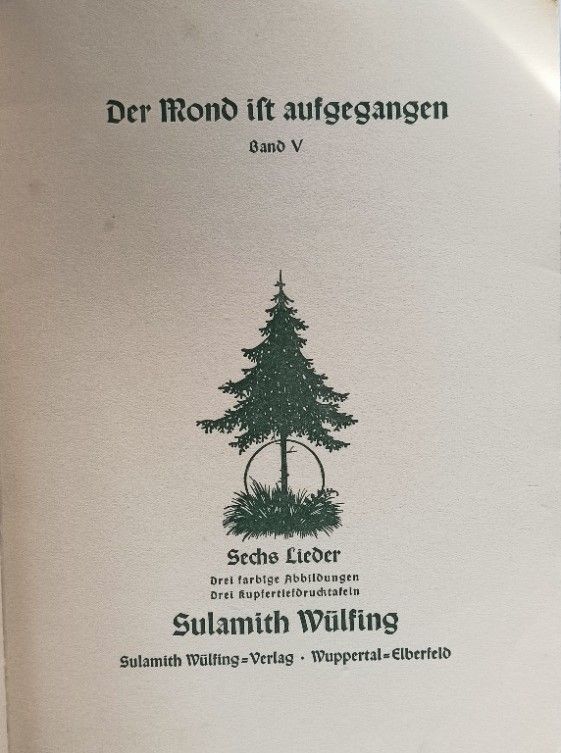 Der Mond iſt aufgegangen
Band V
Sechs Lieder
Drei farbige Abbildungen
Drei Kupfertiefdrucktafeln
Sulamith Wülfing
Sulamith Wülfing=Verlag · Wuppertal=Elberfeld